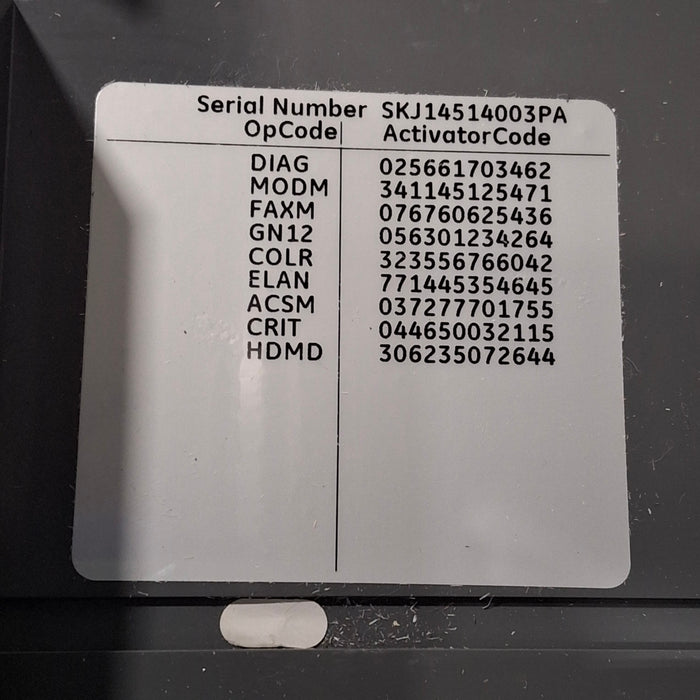 Serial Number SKJ14514003PA
OpCode ActivatorCode
DIAG 025661703462
MODM 341145125471
FAXM 076760625436
GN12 056301234264
COLR 323556766042
ELAN 771445354645
ACSM 037277701755
CRIT 044650032115
HDMD 306235072644